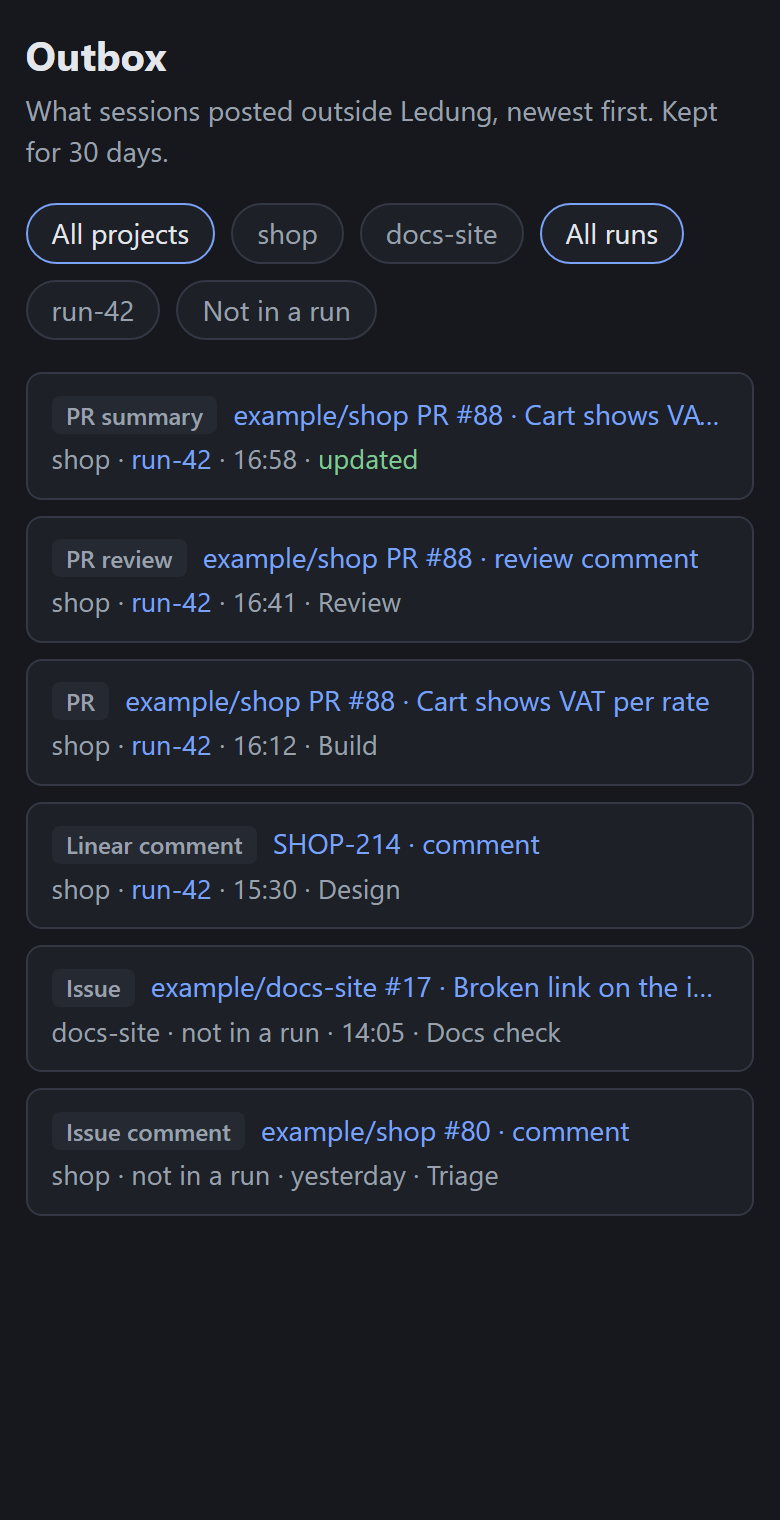 Outbox
What sessions posted outside Ledung, newest first. Kept
for 30 days.
All projects shop docs-site All runs
run-42 Not in a run
PR summary example/shop PR #88 · Cart shows VA...
shop · run-42 · 16:58 · updated
PR review example/shop PR #88 · review comment
shop · run-42 · 16:41 · Review
PR example/shop PR #88 · Cart shows VAT per rate
shop · run-42 · 16:12 · Build
Linear comment SHOP-214 · comment
shop · run-42 · 15:30 · Design
Issue example/docs-site #17 · Broken link on the i...
docs-site · not in a run · 14:05 · Docs check
Issue comment example/shop #80 · comment
shop · not in a run · yesterday · Triage